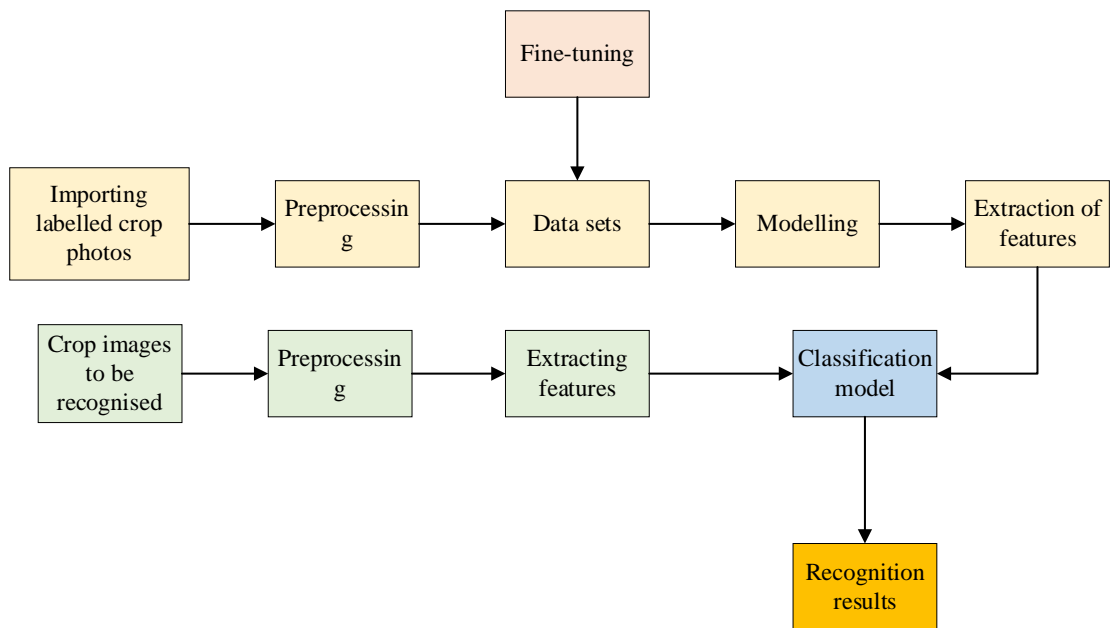 Fine-tuning
Importing
labelled crop
photos
Preprocessin
g
Data sets
Modelling
Extraction of
features
Crop images
to be
recognised
Preprocessin
g
Extracting
features
Classification
model
Recognition
results